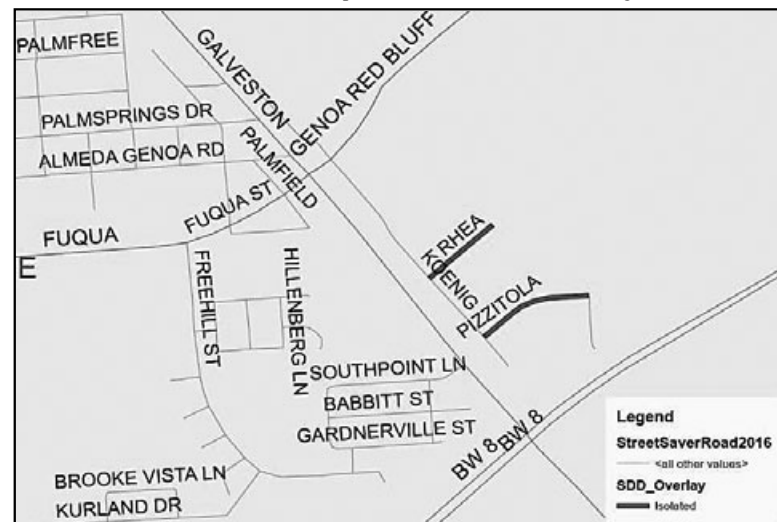 PALMFREE
GALVESTON
GENOA RED BLUFF
PALMSPRINGS DR
ALMEDA GENOA RD
PALMFIELD
FUQUA ST
FUQUA
E
RHEA
KOENIG
PIZZITOLA
FREEHILL ST
HILLENBERG LN
SOUTHPOINT LN
BABBITT ST
GARDNERVILLE ST
BW 8 BW 8
BROOKE VISTA LN
KURLAND DR
Legend
StreetSaverRoad2016
<all other values>
SDD_Overlay
Isolated